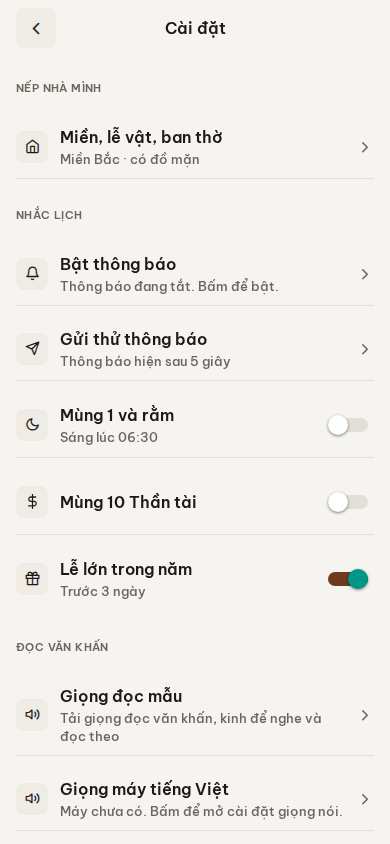 Cài đặt
NẾP NHÀ MÌNH
Miền, lễ vật, ban thờ
Miền Bắc · có đồ mặn
NHẮC LỊCH
Bật thông báo
Thông báo đang tắt. Bấm để bật.
Gửi thử thông báo
Thông báo hiện sau 5 giây
Mùng 1 và rằm
Sáng lúc 06:30
Mùng 10 Thần tài
Lễ lớn trong năm
Trước 3 ngày
ĐỌC VĂN KHẤN
Giọng đọc mẫu
Tải giọng đọc văn khấn, kinh để nghe và
đọc theo
Giọng máy tiếng Việt
Máy chưa có. Bấm để mở cài đặt giọng nói.